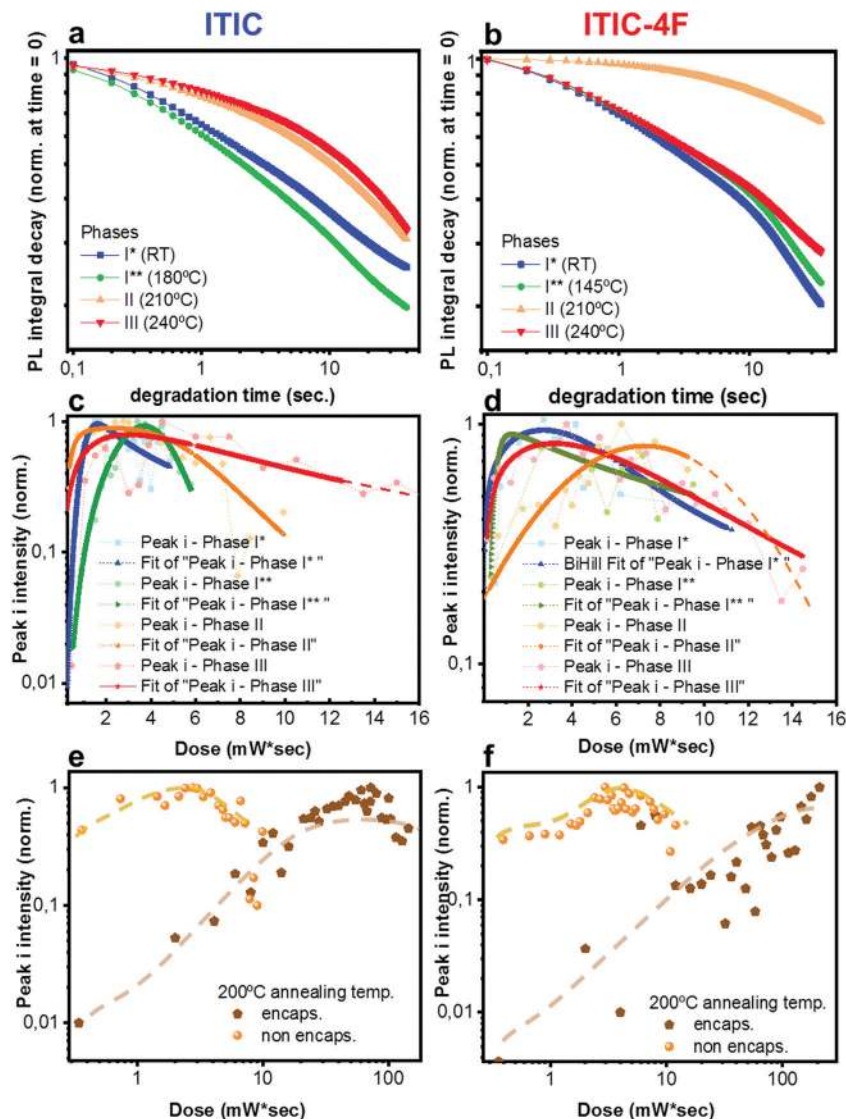 ITIC
ITIC-4F
a
PL integral decay (norm. at time = 0)
1
Phases
I* (RT)
I** (180ºC)
II (210ºC)
III (240ºC)
0,1
1
10
degradation time (sec.)
b
PL integral decay (norm. at time = 0)
1
Phases
I* (RT)
I** (145ºC)
II (210ºC)
III (240ºC)
0,1
1
10
degradation time (sec)
c
Peak i intensity (norm.)
1
0,1
0,01
Peak i - Phase I*
Fit of "Peak i - Phase I* "
Peak i - Phase I**
Fit of "Peak i - Phase I** "
Peak i - Phase II
Fit of "Peak i - Phase II"
Peak i - Phase III
Fit of "Peak i - Phase III"
2
4
6
8
10
12
14
16
Dose (mW*sec)
d
Peak i intensity (norm.)
1
0,1
Peak i - Phase I*
BiHill Fit of "Peak i - Phase I* "
Peak i - Phase I**
Fit of "Peak i - Phase I** "
Peak i - Phase II
Fit of "Peak i - Phase II"
Peak i - Phase III
Fit of "Peak i - Phase III"
0
2
4
6
8
10
12
14
16
Dose (mW*sec)
e
Peak i intensity (norm.)
1
0,1
0,01
200ºC annealing temp.
encaps.
non encaps.
1
10
100
Dose (mW*sec)
f
Peak i intensity (norm.)
1
0,1
0,01
200ºC annealing temp.
encaps.
non encaps.
1
10
100
Dose (mW*sec)